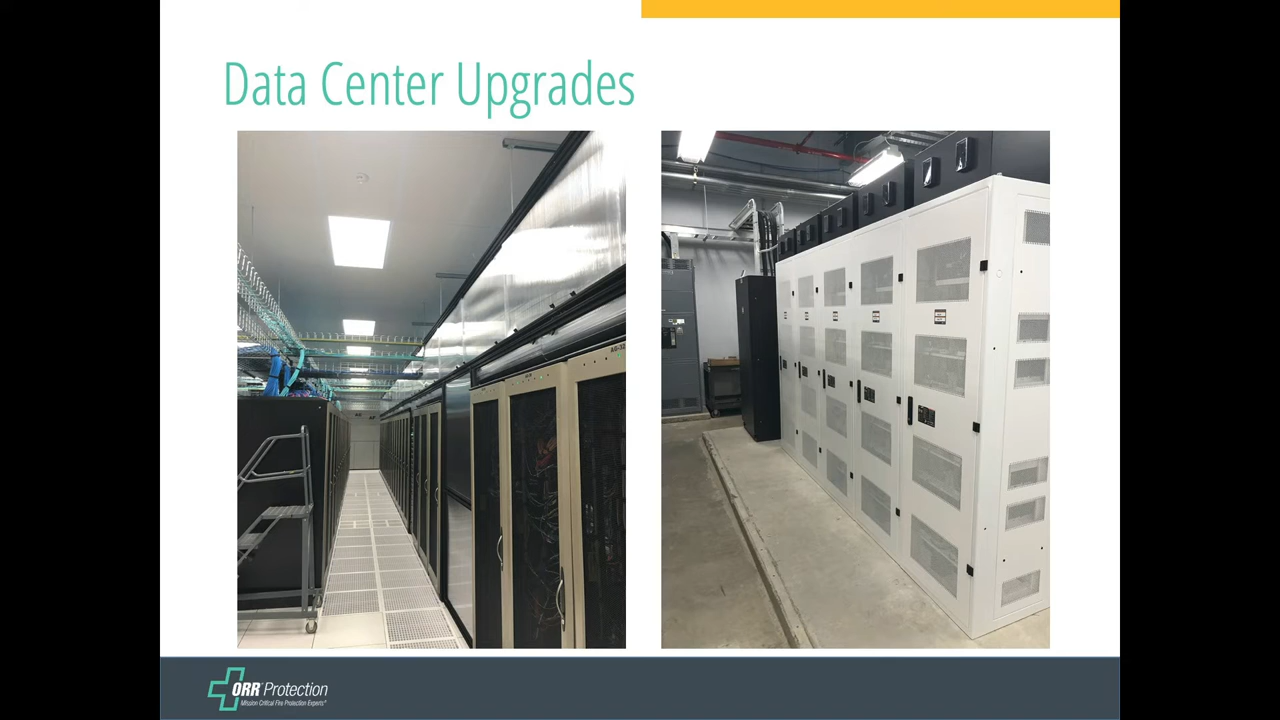 Data Center Upgrades
ORR Protection
Mission Critical Fire Protection Experts®